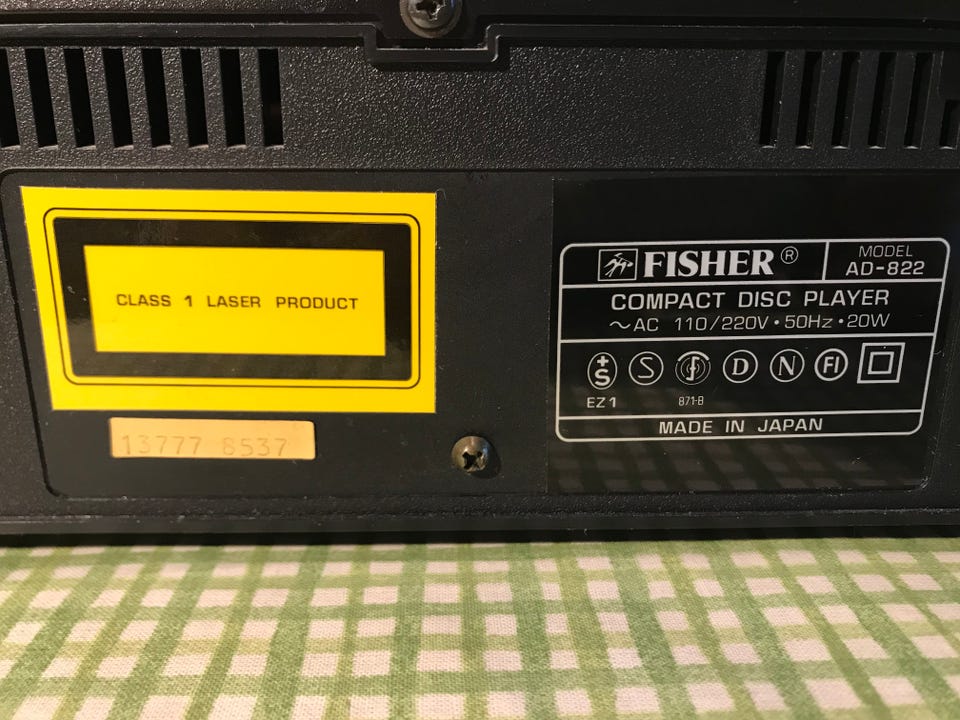 CLASS 1 LASER PRODUCT
13777 8537
FISHER®
MODEL
AD-822
COMPACT DISC PLAYER
~AC 110/220V・50Hz・20W
+S S D N FI
EZ1 871-B
MADE IN JAPAN